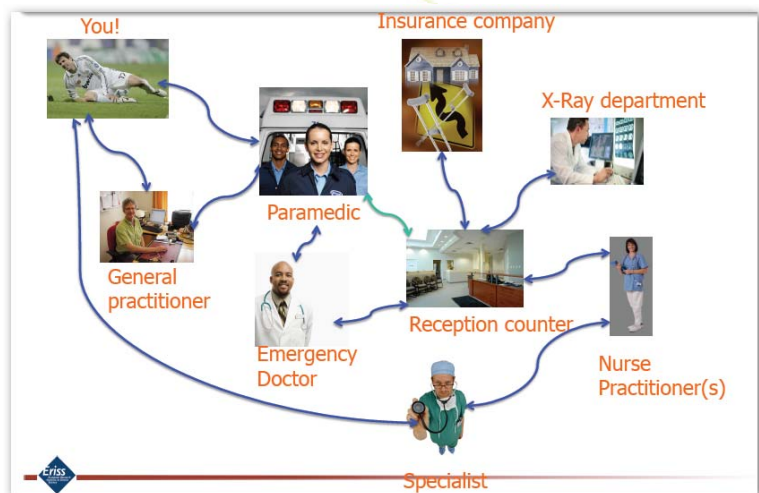 You!
Insurance company
X-Ray department
Paramedic
General
practitioner
Reception counter
Emergency
Doctor
Nurse
Practitioner(s)
Specialist
Eriss